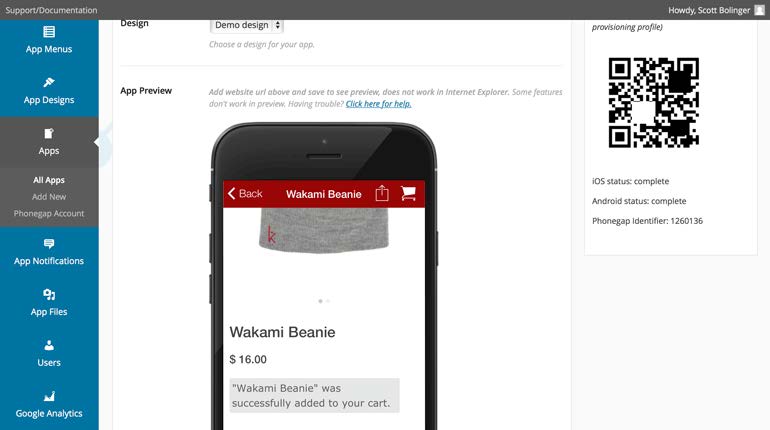 Support/Documentation
Howdy, Scott Bolinger
App Menus
App Designs
Apps
All Apps
Add New
Phonegap Account
App Notifications
App Files
Users
Google Analytics
Design
Demo design
Choose a design for your app.
App Preview
Add website url above and save to see preview, does not work in Internet Explorer. Some features
don't work in preview. Having trouble? Click here for help.
Back
Wakami Beanie
Wakami Beanie
$ 16.00
"Wakami Beanie" was
successfully added to your cart.
provisioning profile)
iOS status: complete
Android status: complete
Phonegap Identifier: 1260136